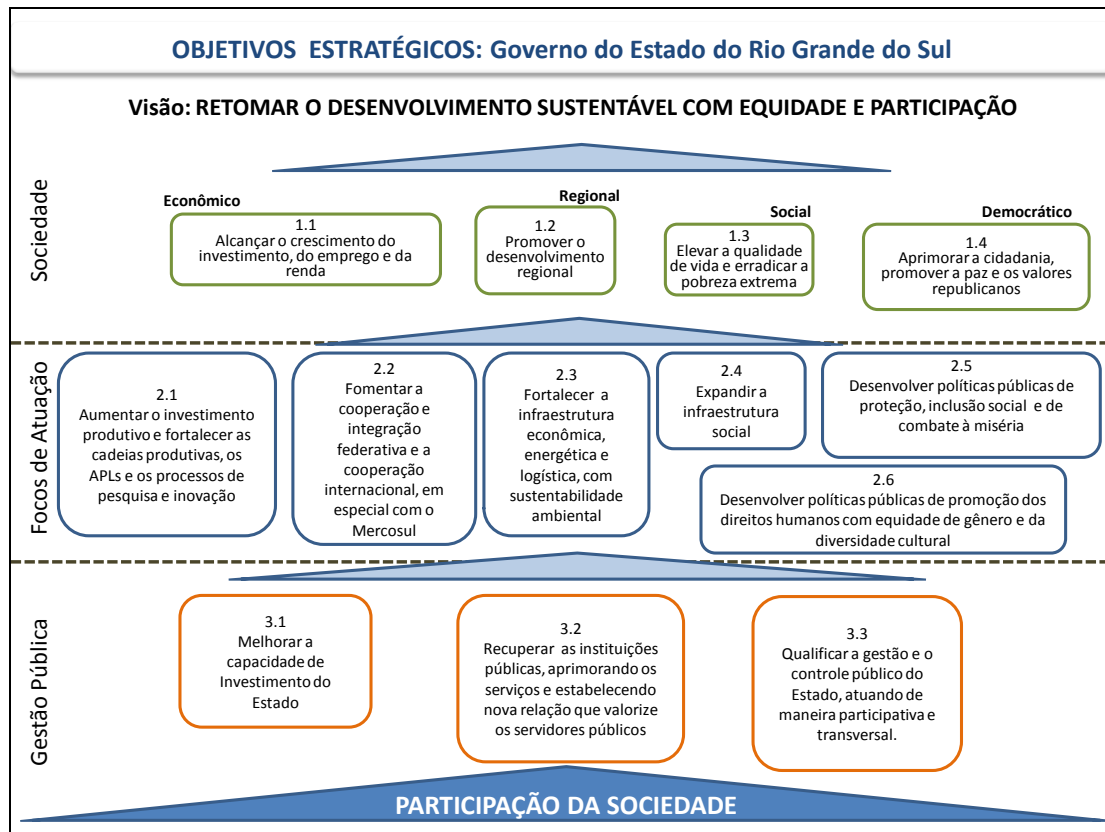 OBJETIVOS ESTRATÉGICOS: Governo do Estado do Rio Grande do Sul
Visão: RETOMAR O DESENVOLVIMENTO SUSTENTÁVEL COM EQUIDADE E PARTICIPAÇÃO
Sociedade
Econômico
1.1
Alcançar o crescimento do
investimento, do emprego e da
renda
Regional
1.2
Promover o
desenvolvimento
regional
Social
1.3
Elevar a qualidade
de vida e erradicar a
pobreza extrema
Democrático
1.4
Aprimorar a cidadania,
promover a paz e os valores
republicanos
Focos de Atuação
2.1
Aumentar o investimento
produtivo e fortalecer as
cadeias produtivas, os
APLs e os processos de
pesquisa e inovação
2.2
Fomentar a
cooperação e
integração
federativa e a
cooperação
internacional, em
especial com o
Mercosul
2.3
Fortalecer a
infraestrutura
econômica,
energética e
logística, com
sustentabilidade
ambiental
2.4
Expandir a
infraestrutura
social
2.5
Desenvolver políticas públicas de
proteção, inclusão social e de
combate à miséria
2.6
Desenvolver políticas públicas de promoção dos
direitos humanos com equidade de gênero e da
diversidade cultural
Gestão Pública
3.1
Melhorar a
capacidade de
Investimento do
Estado
3.2
Recuperar as instituições
públicas, aprimorando os
serviços e estabelecendo
nova relação que valorize
os servidores públicos
3.3
Qualificar a gestão e o
controle público do
Estado, atuando de
maneira participativa e
transversal.
PARTICIPAÇÃO DA SOCIEDADE